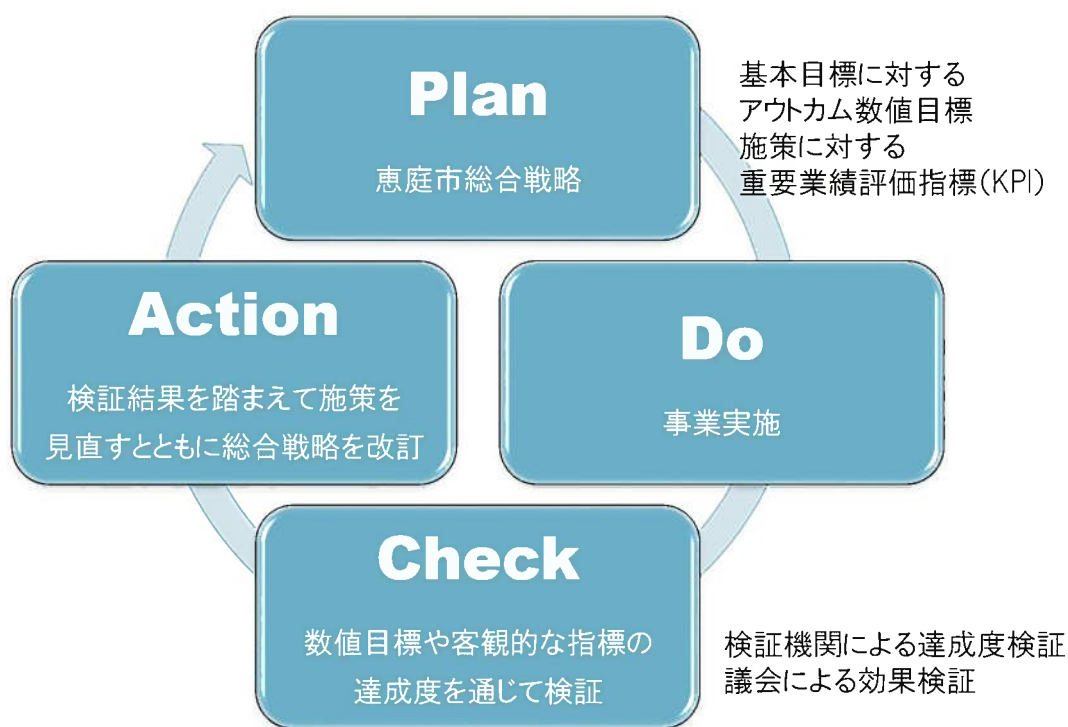 Plan
恵庭市総合戦略
基本目標に対する
アウトカム数値目標
施策に対する
重要業績評価指標(KPI)
Do
事業実施
Check
数値目標や客観的な指標の
達成度を通じて検証
検証機関による達成度検証
議会による効果検証
Action
検証結果を踏まえて施策を
見直すとともに総合戦略を改訂